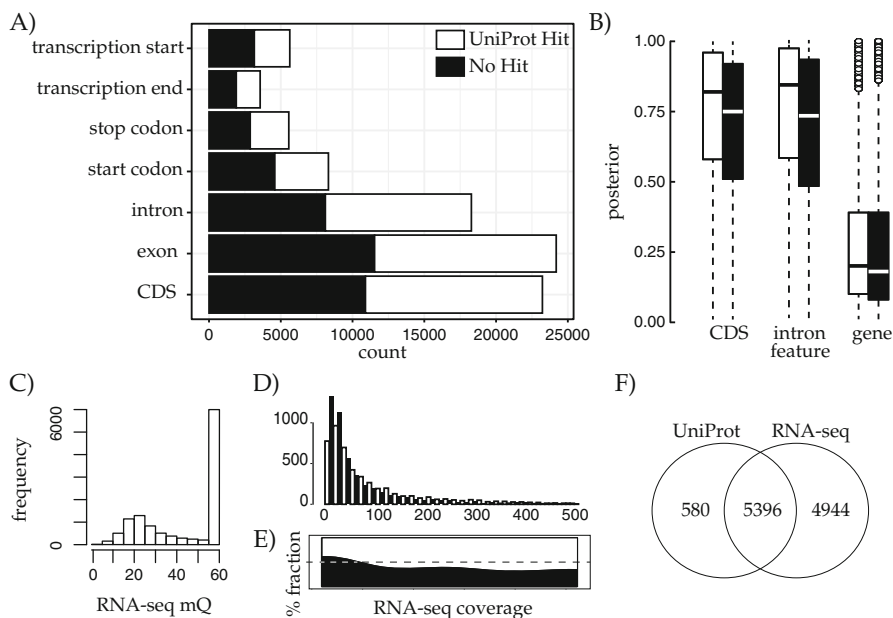 A)
transcription start
transcription end
stop codon
start codon
intron
exon
CDS
UniProt Hit
No Hit
0 5000 10000 15000 20000 25000
count
B)
posterior
1.00
0.75
0.50
0.25
0.00
CDS intron gene
feature
C)
frequency
6000
0
0 20 40 60
RNA-seq mQ
D)
1000
500
0
0 100 200 300 400 500
E)
% fraction
RNA-seq coverage
F)
UniProt RNA-seq
580 5396 4944